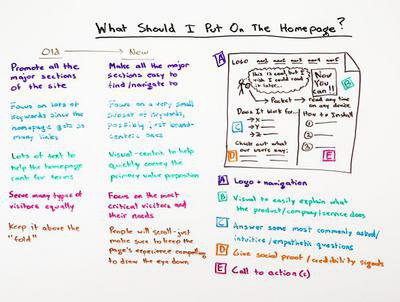 What Should I Put On The Homepage?
Old
New
Promote all the
major sections
of the site
Make all the major
sections easy to
find/navigate to
Focus on lots of
keywords since the
homepage gets so
many links
Focus on a very small
subset of keywords,
possibly just brand-
centric ones
Lots of text to
help the homepage
rank for terms
Visual-centric to help
quickly convey the
primary value proposition
Serve many types of
visitors equally
Focus on the most
critical visitors and
their needs
Keep it above the
"fold"
People will scroll-just
make sure to keep the
page's experience compelling
to draw the eye down
A
LOGO
This is cool, but I
wish I could read
it later...
Now
You
can!!
B
Pocket
read any time
on any device
Does It Work for...
→X
→Y
→Z
C
How to Install
1
2
3
Check out what
our users say:
D
E
A Logo + navigation
B Visual to easily explain what
the product/company/service does
C Answer some most commonly asked/
intuitive/empathetic questions
D Give social proof/credibility signals
E Call to action(s)